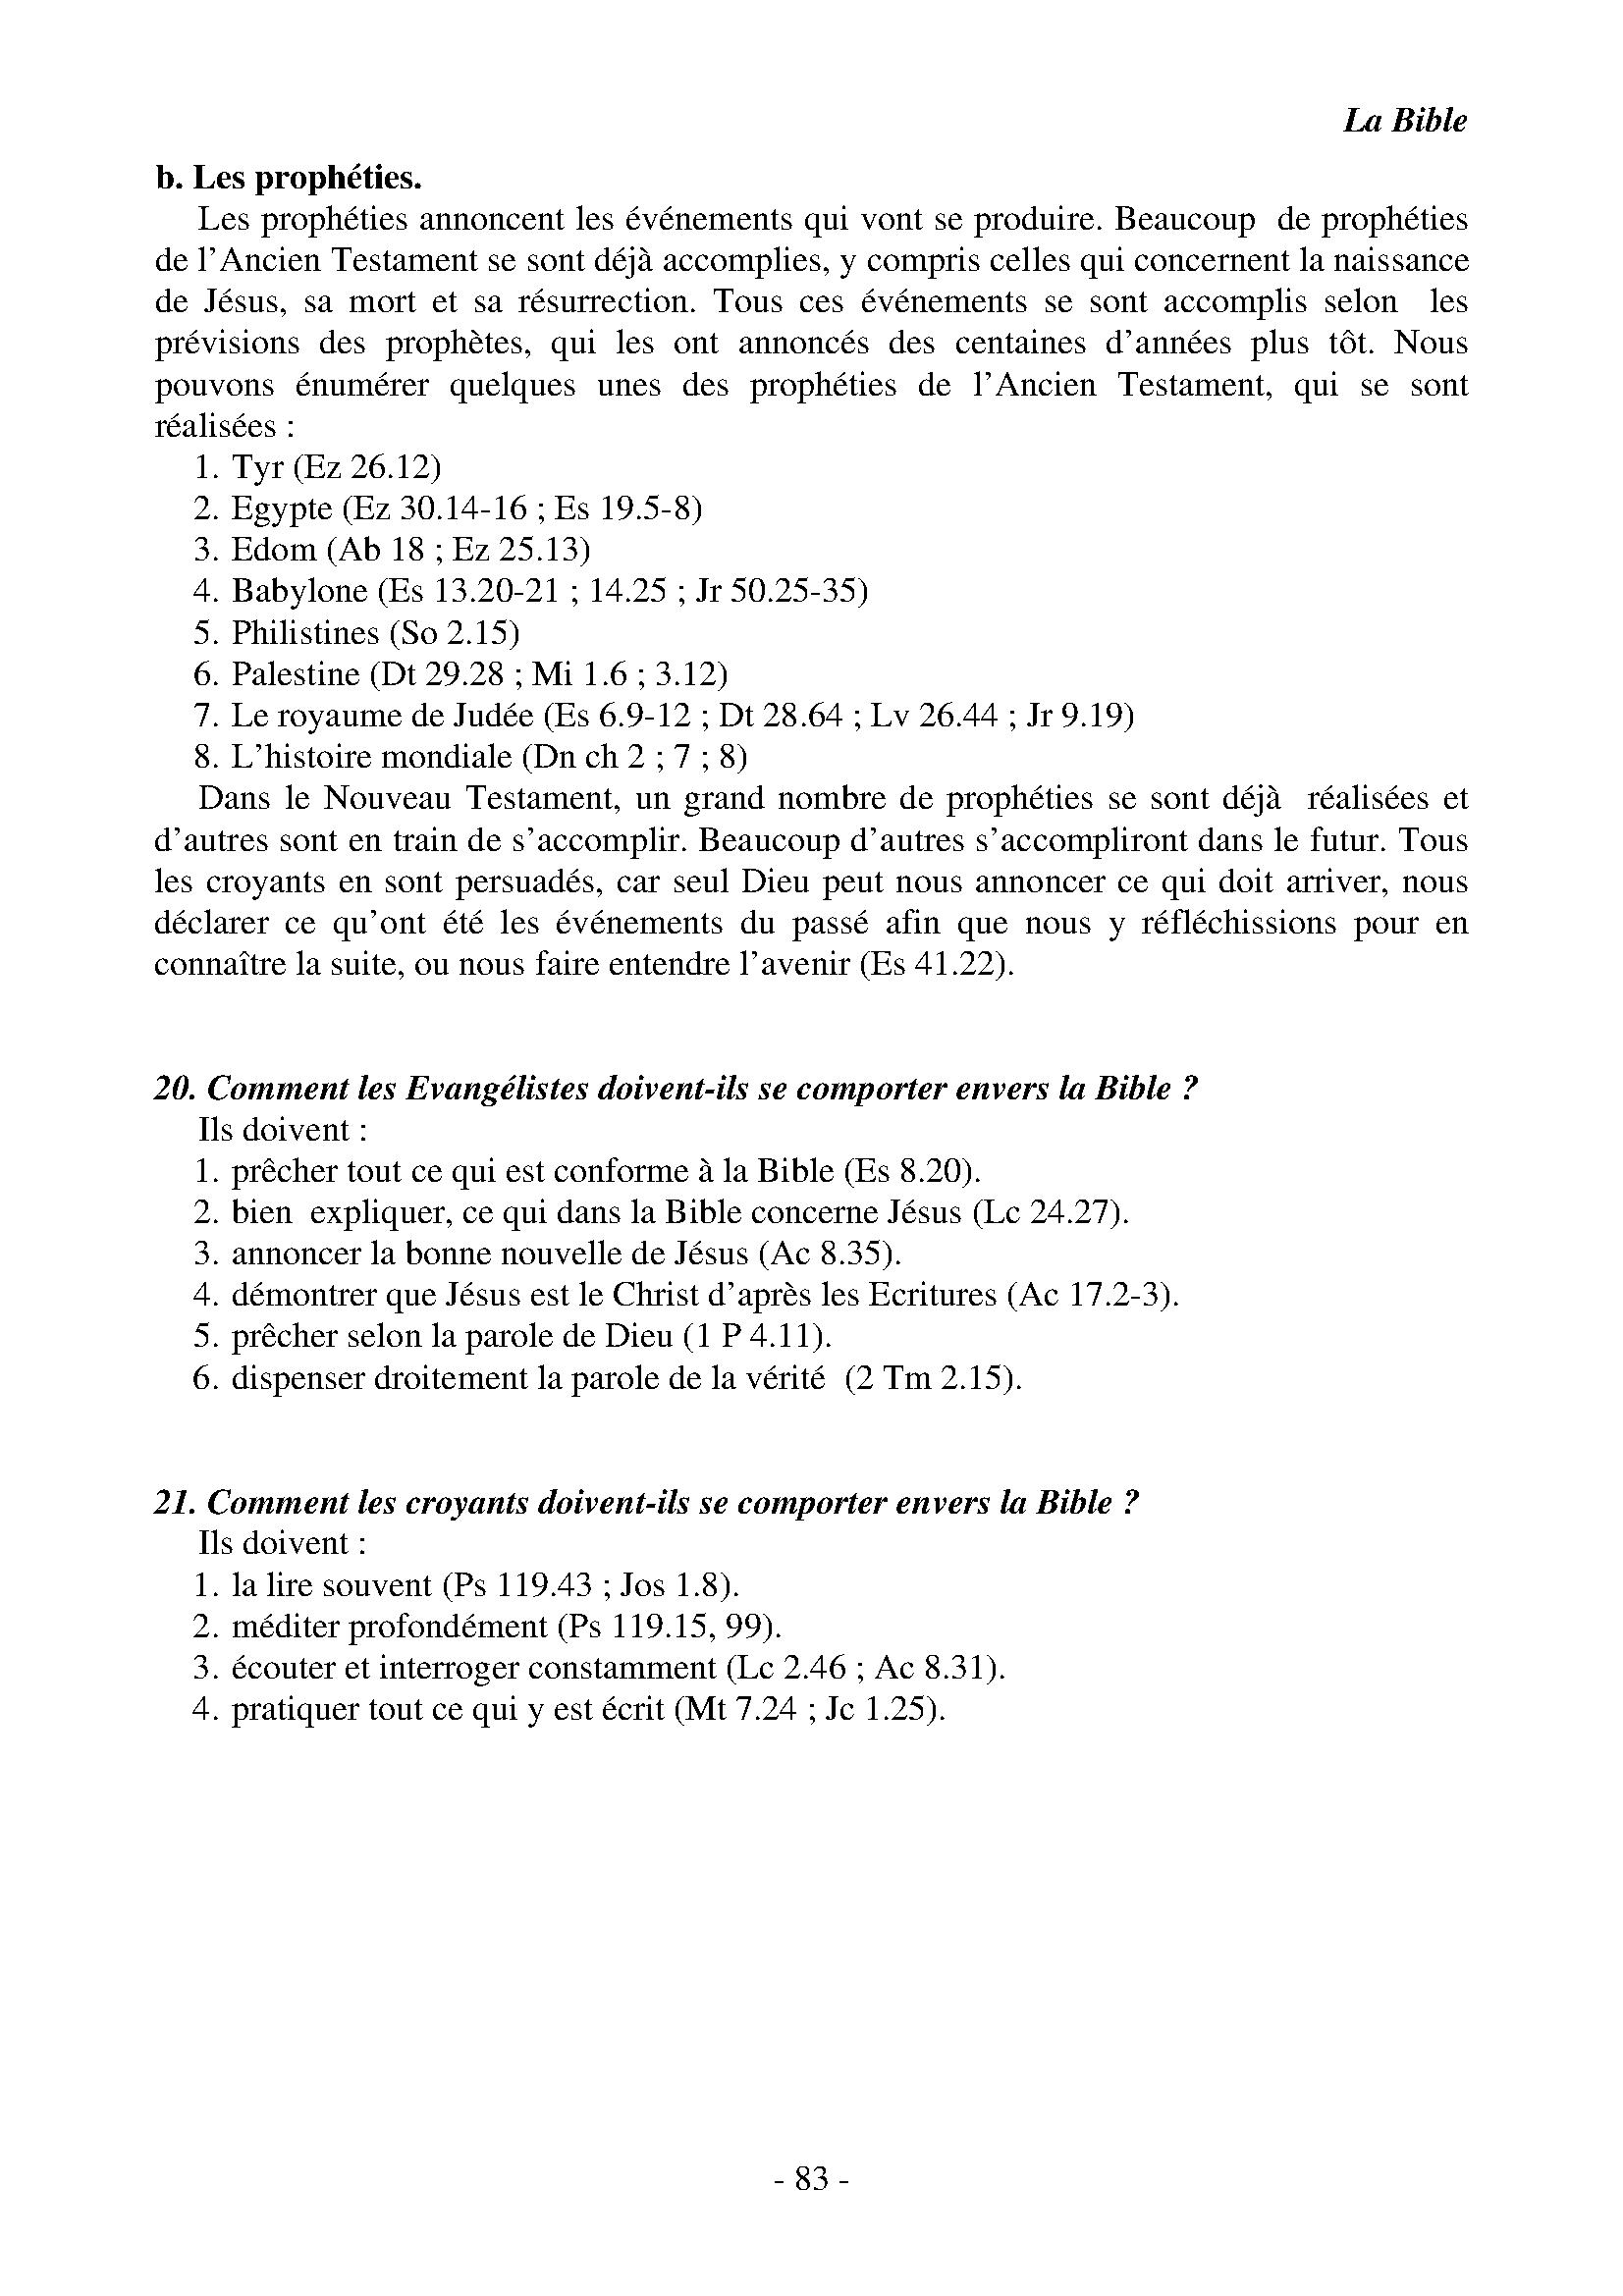 La Bible
b. Les prophéties.
Les prophéties annoncent les événements qui vont se produire. Beaucoup  de prophéties
de l’Ancien Testament se sont déjà accomplies, y compris celles qui concernent la naissance
de Jésus, sa mort et sa résurrection. Tous ces événements se sont accomplis selon  les
prévisions des prophètes, qui les ont annoncés des centaines d’années plus tôt. Nous
pouvons énumérer quelques unes des prophéties de l’Ancien Testament, qui se sont
réalisées :
1. Tyr (Ez 26.12)
2. Egypte (Ez 30.14-16 ; Es 19.5-8)
3. Edom (Ab 18 ; Ez 25.13)
4. Babylone (Es 13.20-21 ; 14.25 ; Jr 50.25-35)
5. Philistines (So 2.15)
6. Palestine (Dt 29.28 ; Mi 1.6 ; 3.12)
7. Le royaume de Judée (Es 6.9-12 ; Dt 28.64 ; Lv 26.44 ; Jr 9.19)
8. L’histoire mondiale (Dn ch 2 ; 7 ; 8)
Dans le Nouveau Testament, un grand nombre de prophéties se sont déjà  réalisées et
d’autres sont en train de s’accomplir. Beaucoup d’autres s’accompliront dans le futur. Tous
les croyants en sont persuadés, car seul Dieu peut nous annoncer ce qui doit arriver, nous
déclarer ce qu’ont été les événements du passé afin que nous y réfléchissions pour en
connaître la suite, ou nous faire entendre l’avenir (Es 41.22).
20. Comment les Evangélistes doivent-ils se comporter envers la Bible ?
Ils doivent :
1. prêcher tout ce qui est conforme à la Bible (Es 8.20).
2. bien  expliquer, ce qui dans la Bible concerne Jésus (Lc 24.27).
3. annoncer la bonne nouvelle de Jésus (Ac 8.35).
4. démontrer que Jésus est le Christ d’après les Ecritures (Ac 17.2-3).
5. prêcher selon la parole de Dieu (1 P 4.11).
6. dispenser droitement la parole de la vérité  (2 Tm 2.15).
21. Comment les croyants doivent-ils se comporter envers la Bible ?
Ils doivent :
1. la lire souvent (Ps 119.43 ; Jos 1.8).
2. méditer profondément (Ps 119.15, 99).
3. écouter et interroger constamment (Lc 2.46 ; Ac 8.31).
4. pratiquer tout ce qui y est écrit (Mt 7.24 ; Jc 1.25).
- 83 -